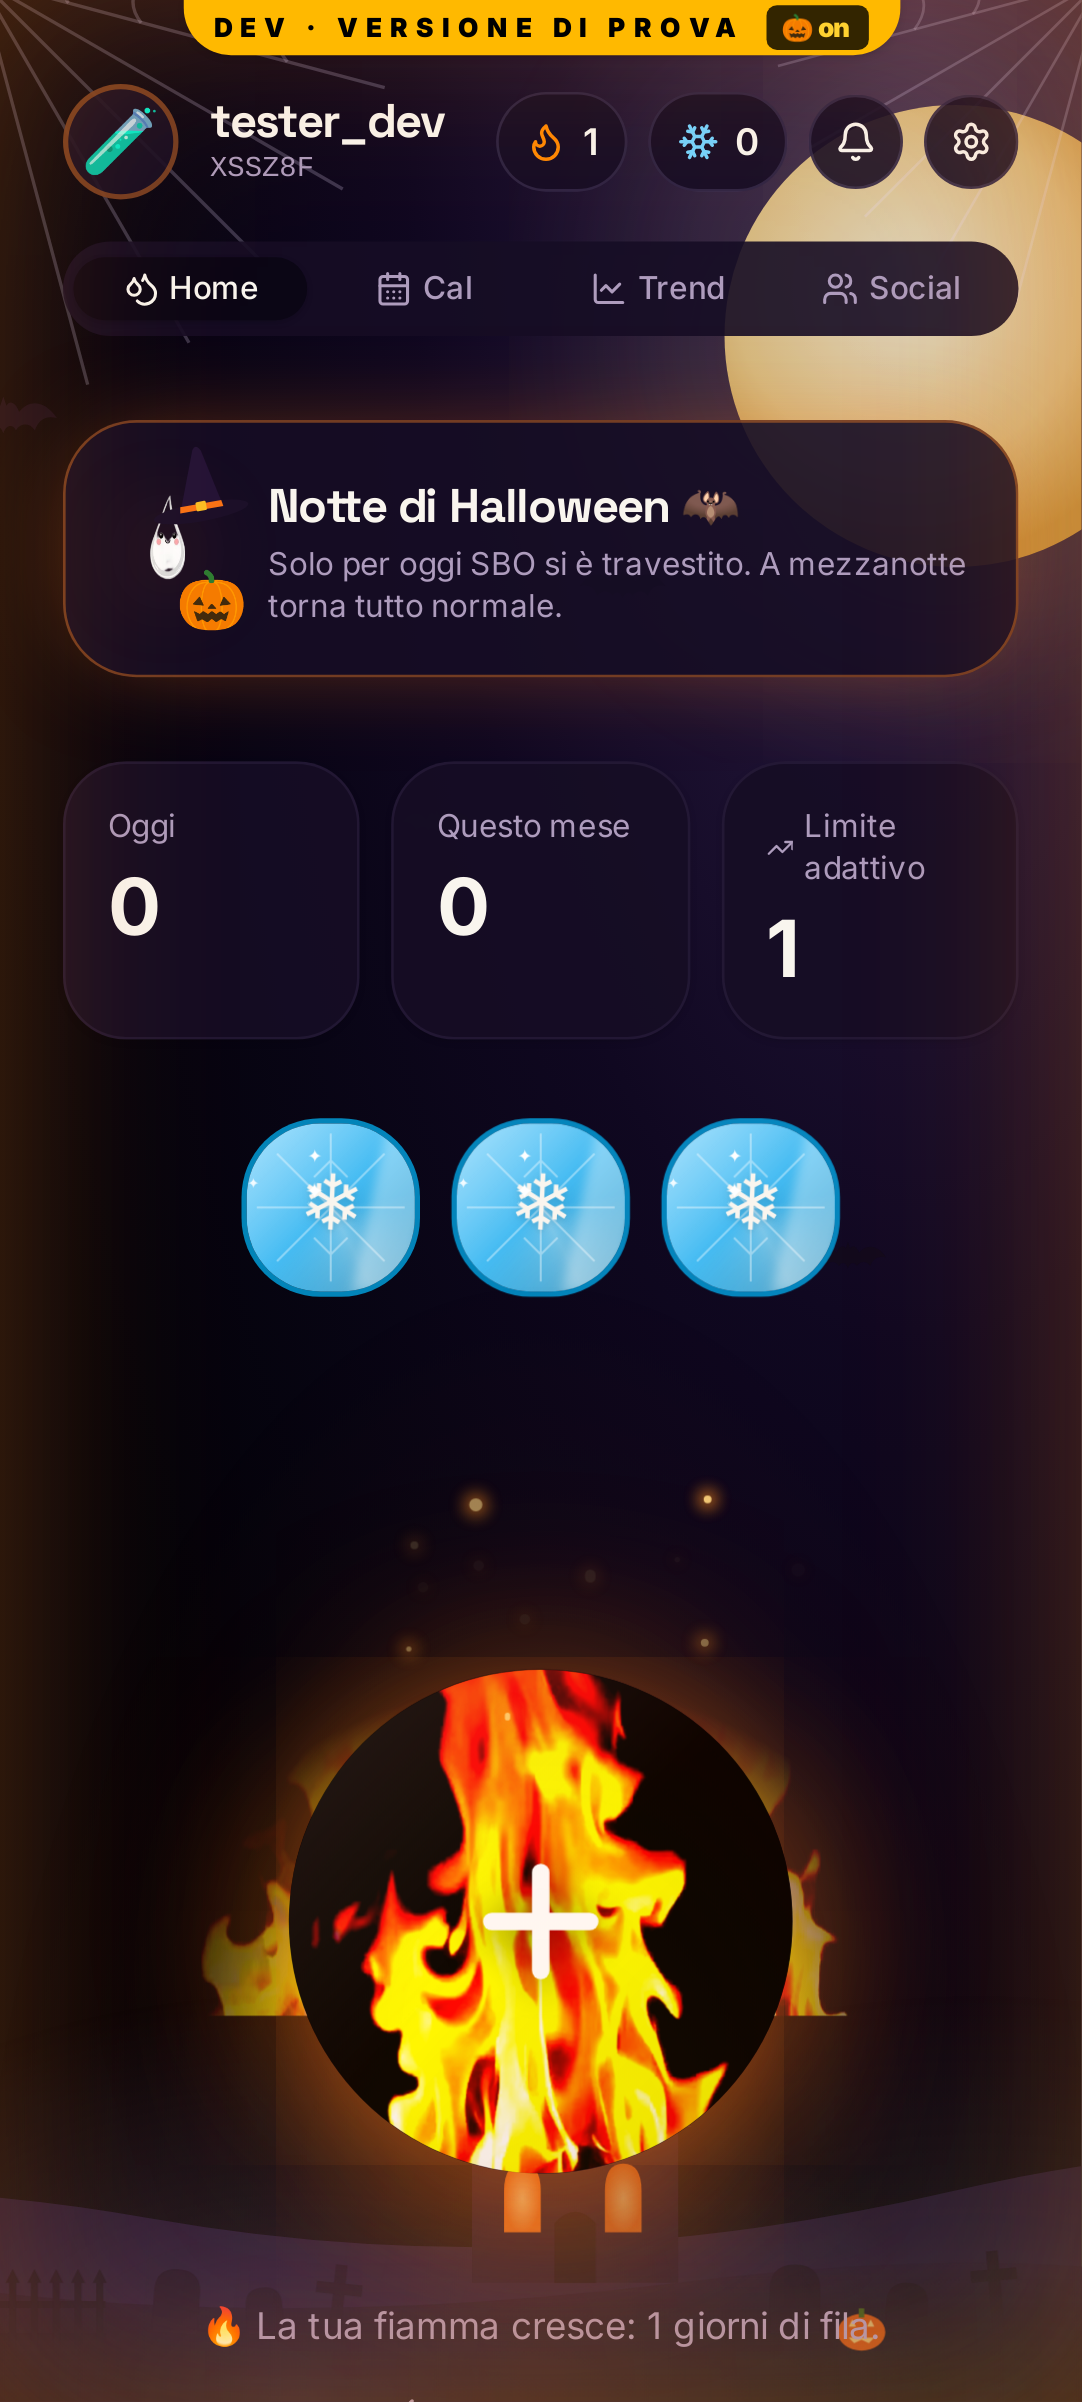 DEV · VERSIONE DI PROVA 🎃 on
tester_dev
XSSZ8F
1
0
Home
Cal
Trend
Social
Notte di Halloween 🦇
Solo per oggi SBO si è travestito. A mezzanotte
torna tutto normale.
Oggi
0
Questo mese
0
Limite
adattivo
1
🔥 La tua fiamma cresce: 1 giorni di fila.